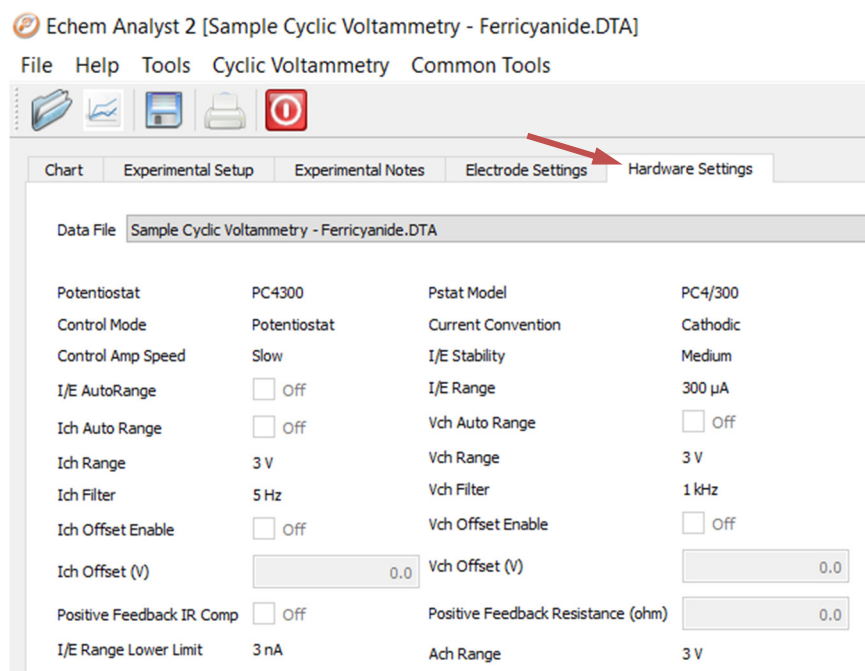 Echem Analyst 2 [Sample Cyclic Voltammetry - Ferricyanide.DTA]
File Help Tools Cyclic Voltammetry Common Tools
Chart Experimental Setup Experimental Notes Electrode Settings Hardware Settings
Data File Sample Cyclic Voltammetry - Ferricyanide.DTA
Potentiostat PC4300 Pstat Model PC4/300
Control Mode Potentiostat Current Convention Cathodic
Control Amp Speed Slow I/E Stability Medium
I/E AutoRange Off I/E Range 300 µA
Ich Auto Range Off Vch Auto Range Off
Ich Range 3 V Vch Range 3 V
Ich Filter 5 Hz Vch Filter 1 kHz
Ich Offset Enable Off Vch Offset Enable Off
Ich Offset (V) 0.0 Vch Offset (V) 0.0
Positive Feedback IR Comp Off Positive Feedback Resistance (ohm) 0.0
I/E Range Lower Limit 3 nA Ach Range 3 V